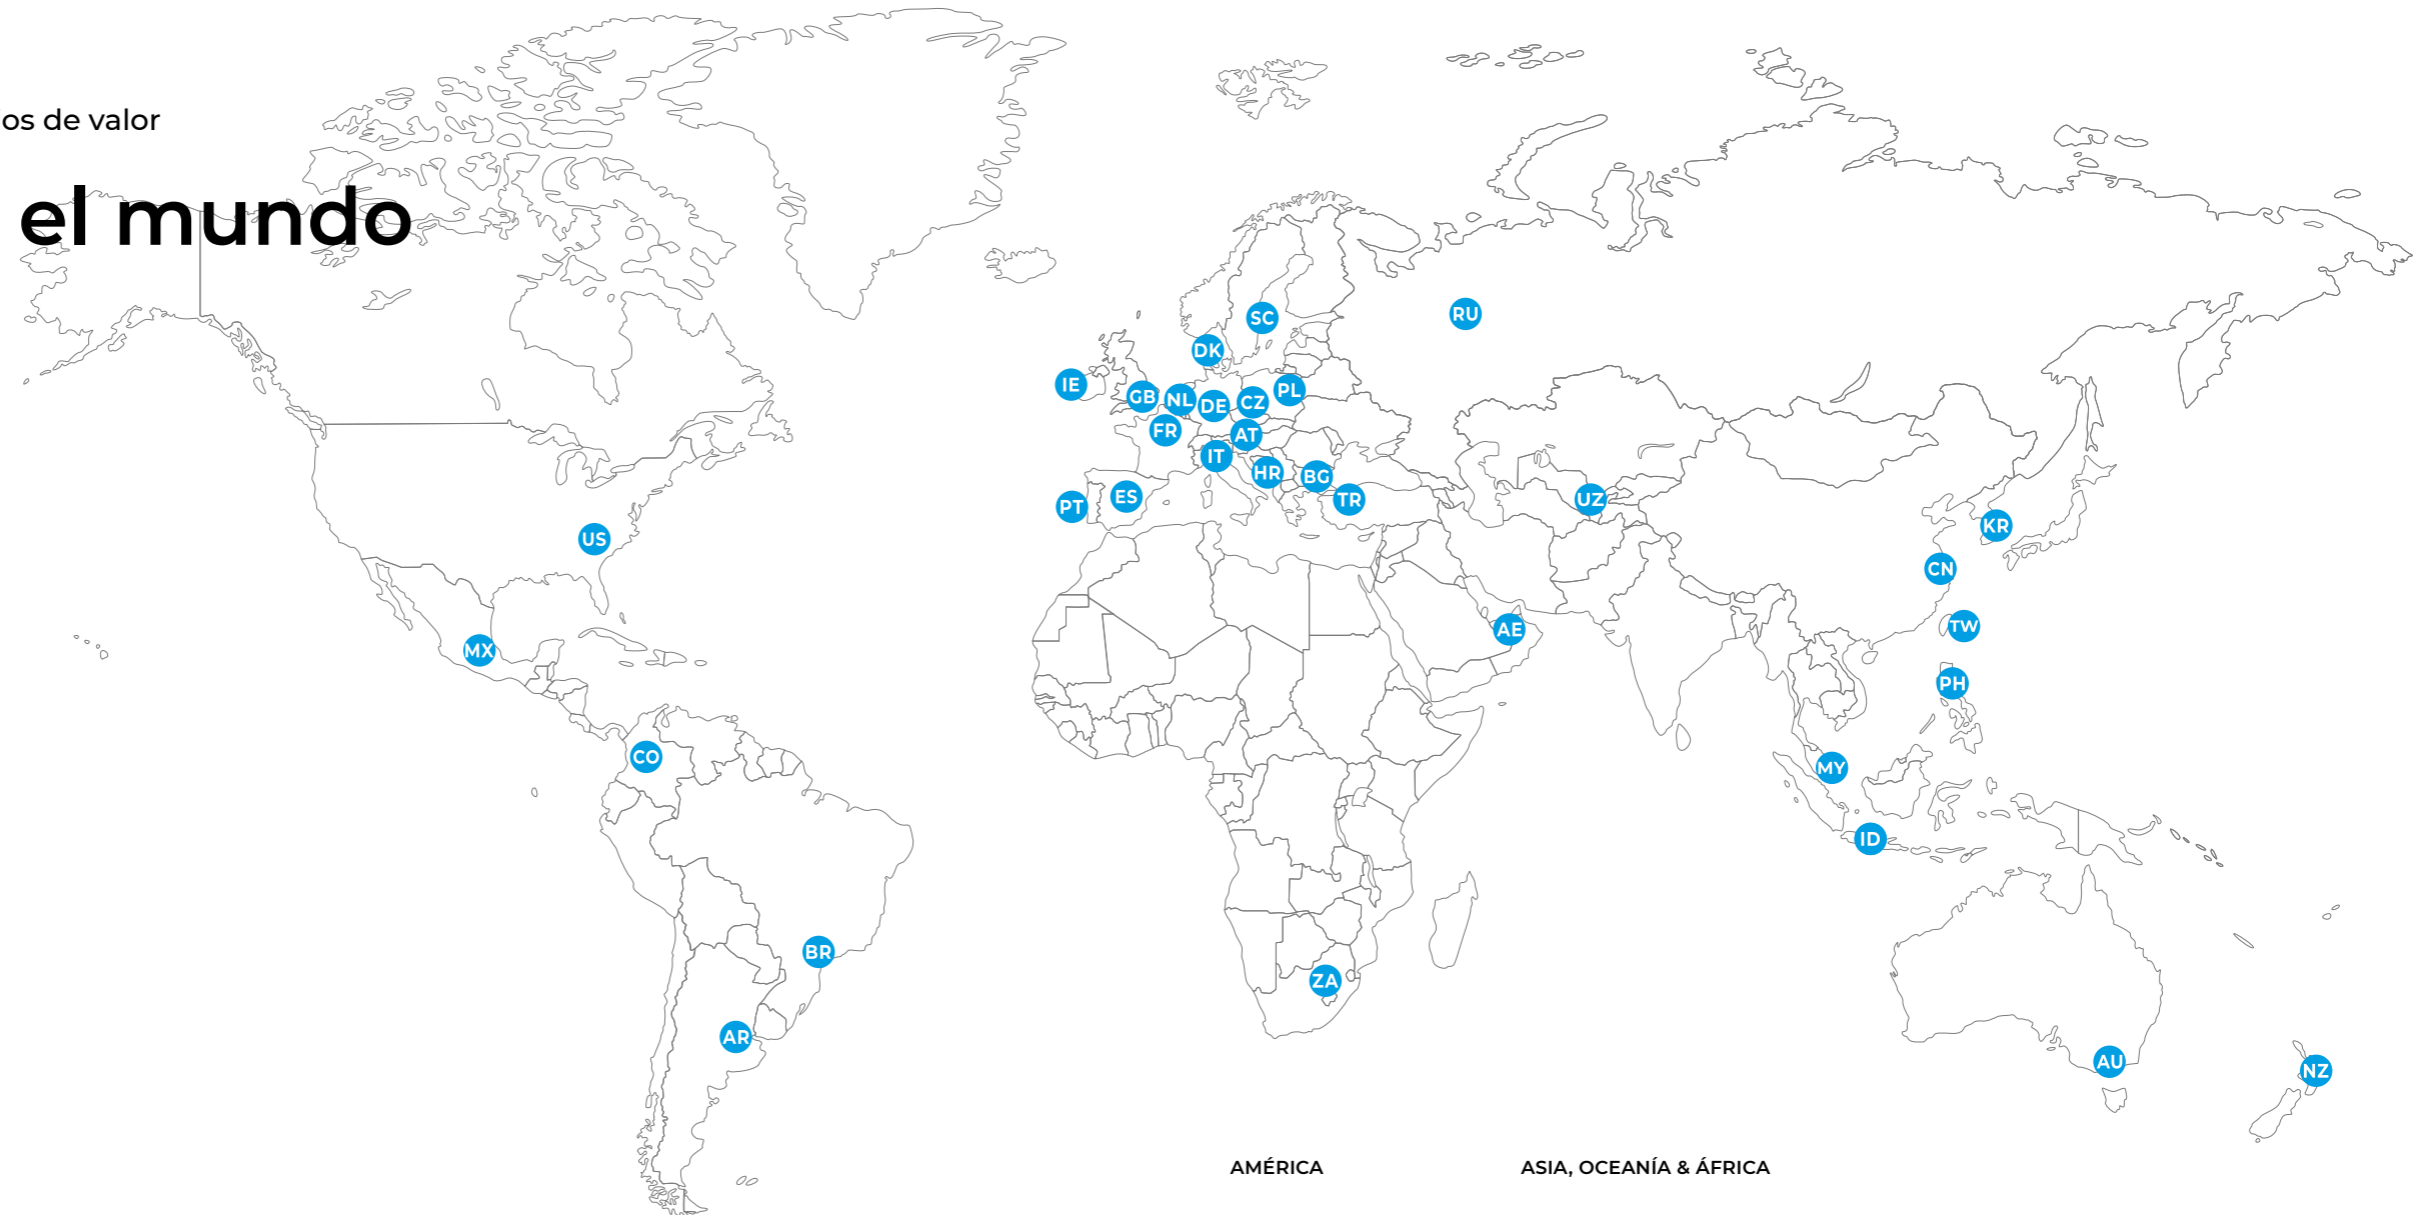 os de valor
el mundo
SC
RU
DK
IE
GB
NL
DE
CZ
PL
FR
AT
IT
HR
BG
PT
ES
TR
UZ
US
KR
CN
TW
AE
MX
PH
CO
MY
ID
BR
ZA
AR
AU
NZ
AMÉRICA
ASIA, OCEANÍA & ÁFRICA